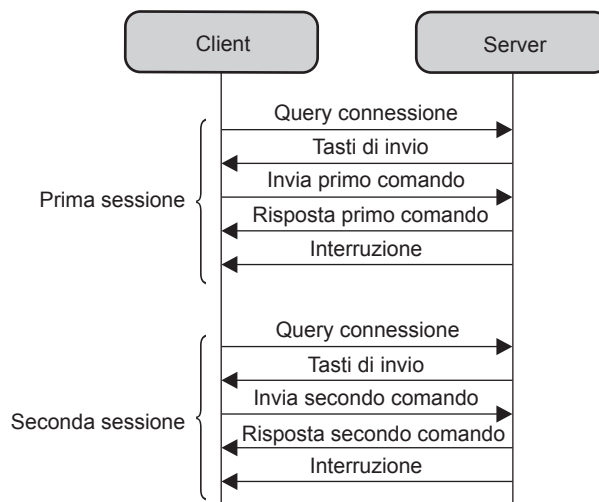 Client
Server
Query connessione
Tasti di invio
Invia primo comando
Prima sessione
Risposta primo comando
Interruzione
Query connessione
Tasti di invio
Invia secondo comando
Seconda sessione
Risposta secondo comando
Interruzione